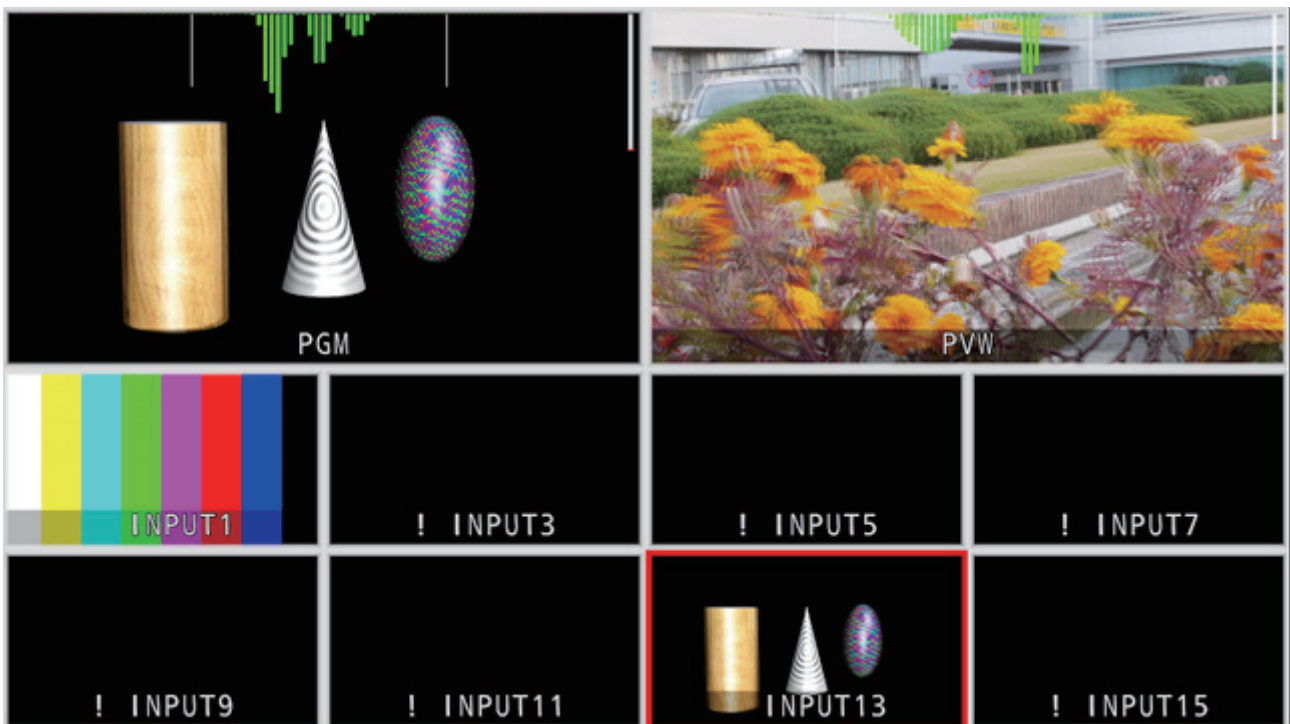 PGM
PVW
INPUT1
! INPUT3
! INPUT5
! INPUT7
! INPUT9
! INPUT11
INPUT13
! INPUT15